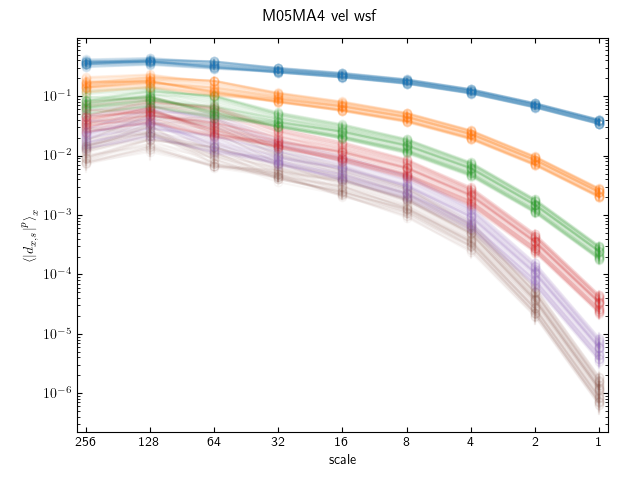 M05MA4 vel wsf
⟨|d_{x,s}|^p⟩_x
10^{-1}
10^{-2}
10^{-3}
10^{-4}
10^{-5}
10^{-6}
256 128 64 32 16 8 4 2 1
scale